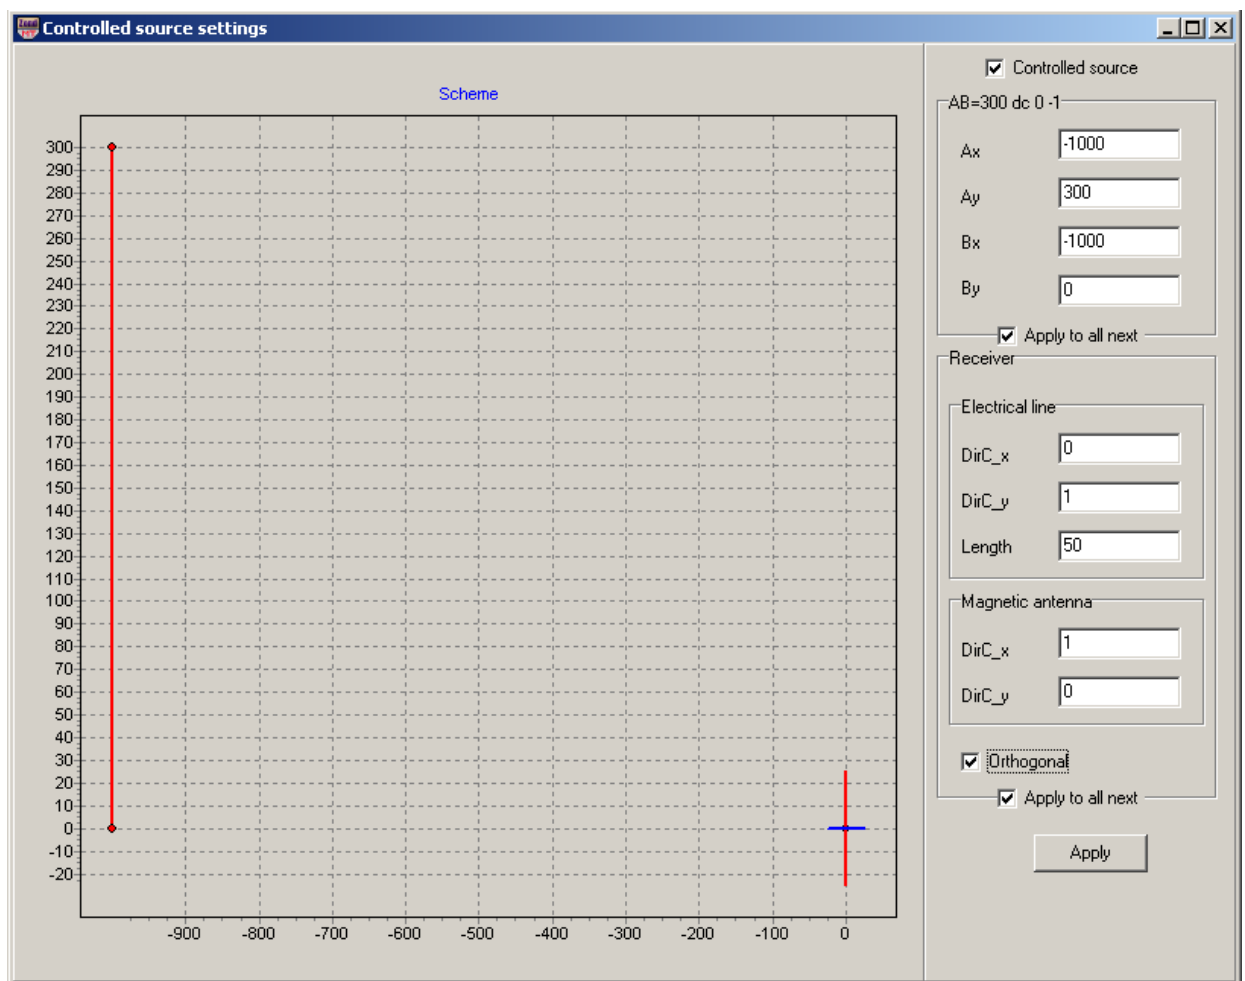 Controlled source settings
Scheme
300
290
280
270
260
250
240
230
220
210
200
190
180
170
160
150
140
130
120
110
100
90
80
70
60
50
40
30
20
10
0
-10
-20
-900 -800 -700 -600 -500 -400 -300 -200 -100 0
Controlled source
AB=300 dc 0 -1
Ax -1000
Ay 300
Bx -1000
By 0
Apply to all next
Receiver
Electrical line
DirC_x 0
DirC_y 1
Length 50
Magnetic antenna
DirC_x 1
DirC_y 0
Orthogonal
Apply to all next
Apply